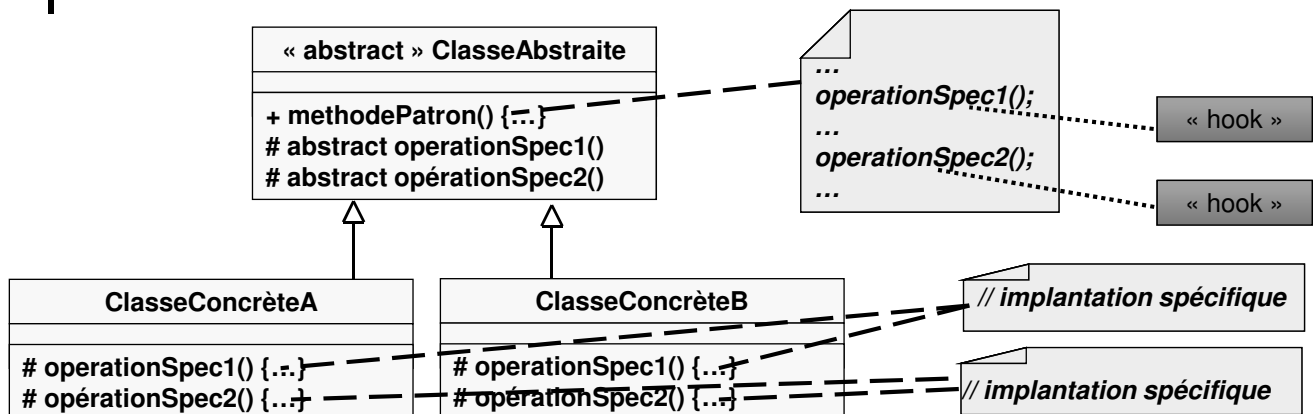 « abstract » ClasseAbstraite
+ methodePatron() {…}
# abstract operationSpec1()
# abstract opérationSpec2()
…
operationSpec1();
…
operationSpec2();
…
« hook »
« hook »
ClasseConcrèteA
# operationSpec1() {…}
# opérationSpec2() {…}
ClasseConcrèteB
# operationSpec1() {…}
# opérationSpec2() {…}
// implantation spécifique
// implantation spécifique